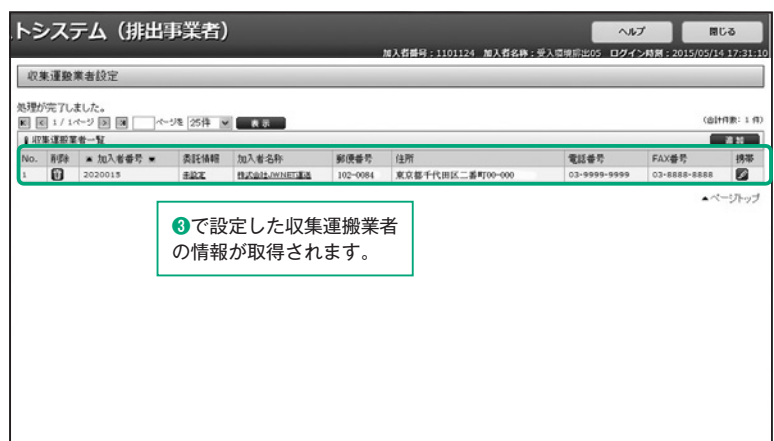 トシステム（排出事業者）
ヘルプ 閉じる
加入者番号：1101124 加入者名称：受入環境排出05 ログイン時刻：2015/05/14 17:31:10
収集運搬業者設定
処理が完了しました。
1 / 1ページ ページを 25件 表示 (合計件数: 1 件)
収集運搬業者一覧 追加
No. 削除 ▲ 加入者番号 ▼ 委託情報 加入者名称 郵便番号 住所 電話番号 FAX番号 携帯
1 2020015 未設定 株式会社JWNET運送 102-0084 東京都千代田区二番町00-000 03-9999-9999 03-8888-8888
▲ページトップ
❸で設定した収集運搬業者
の情報が取得されます。